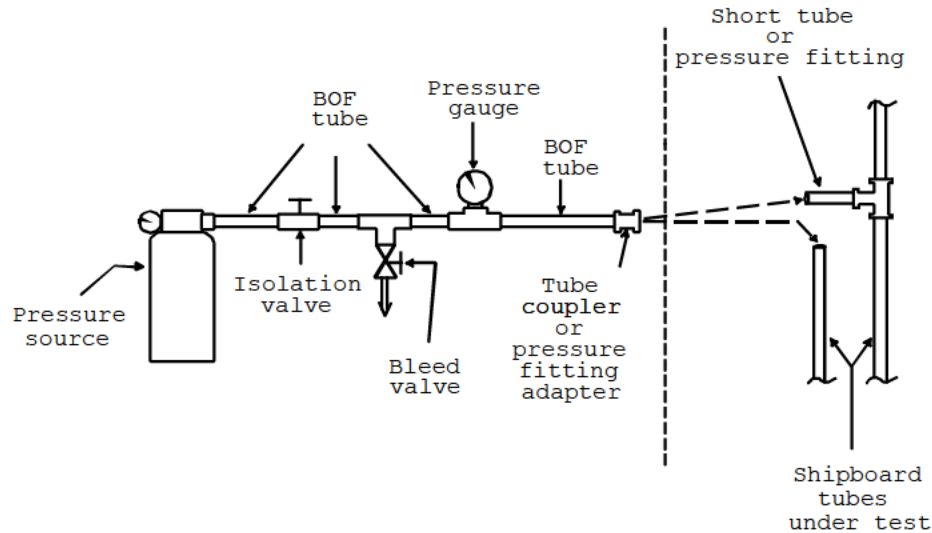 Short tube
or
pressure fitting
Pressure
gauge
BOF
tube
BOF
tube
Isolation
valve
Pressure
source
Bleed
valve
Tube
coupler
or
pressure
fitting
adapter
Shipboard
tubes
under test